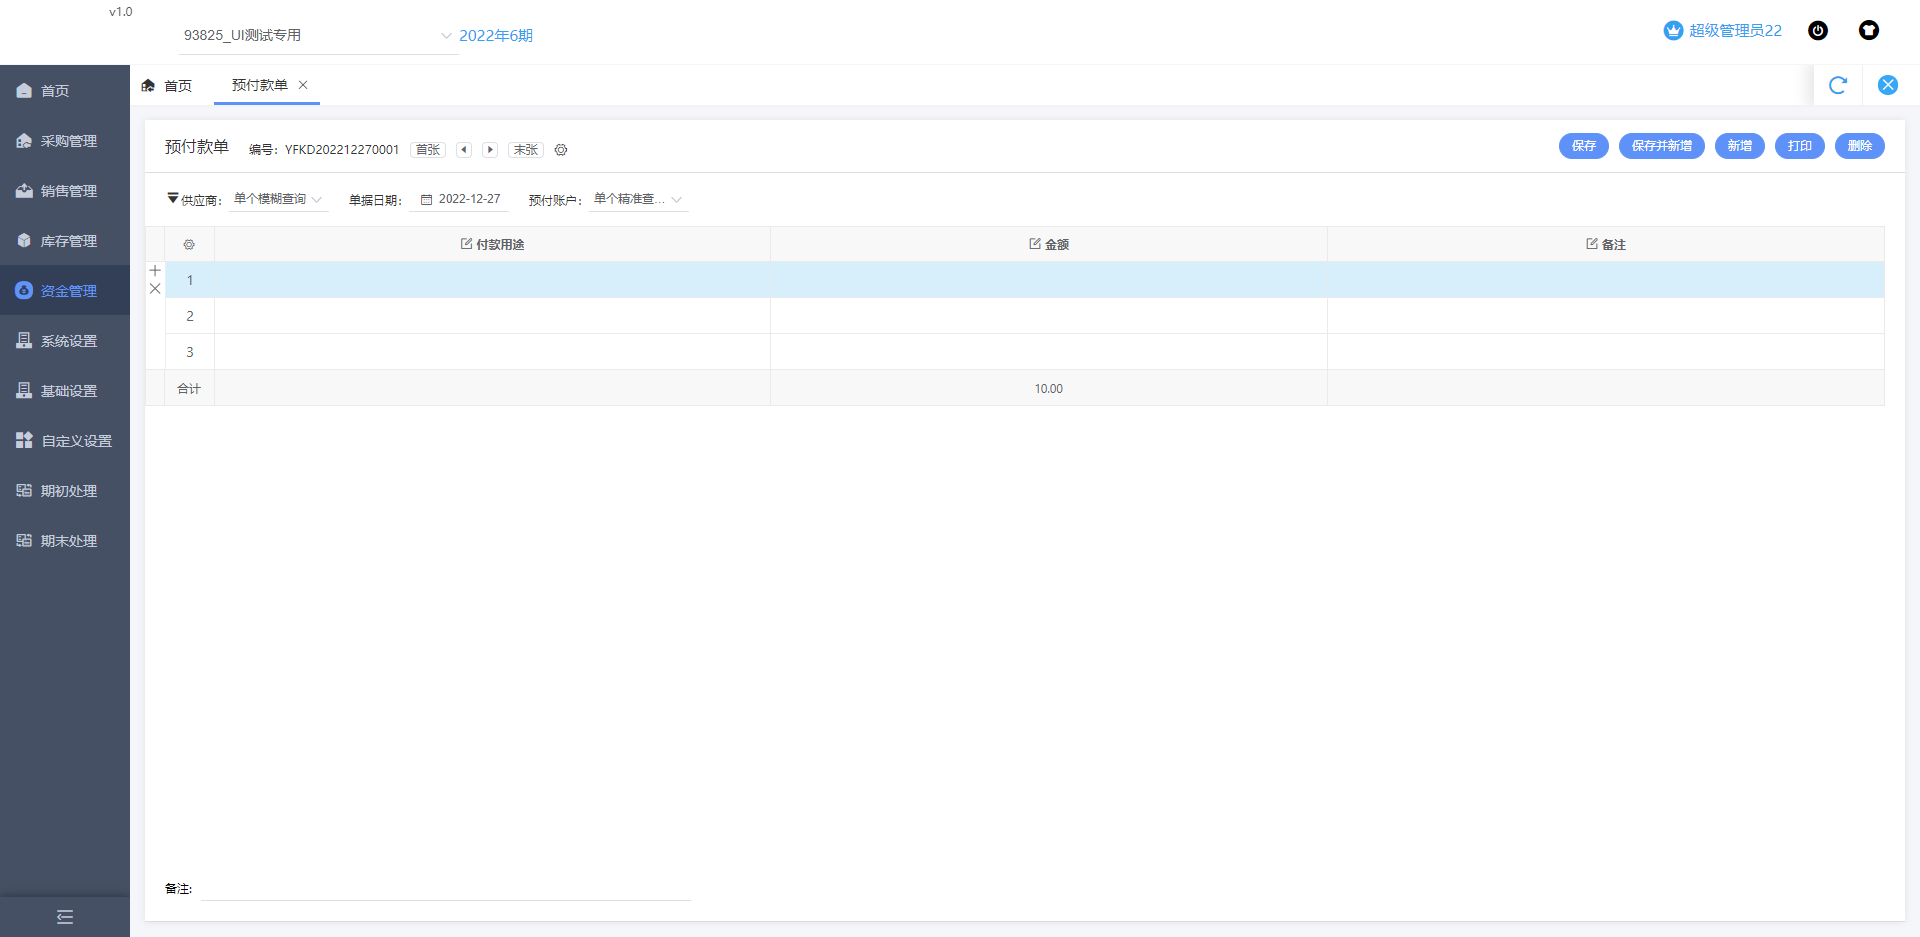 v1.0
93825_UI测试专用
2022年6期
超级管理员22
首页
采购管理
销售管理
库存管理
资金管理
系统设置
基础设置
自定义设置
期初处理
期末处理
首页
预付款单
预付款单
编号：YFKD202212270001
首张
末张
保存
保存并新增
新增
打印
删除
供应商：
单个模糊查询
单据日期：
2022-12-27
预付账户：
单个精准查...
付款用途
金额
备注
1
2
3
合计
10.00
备注: